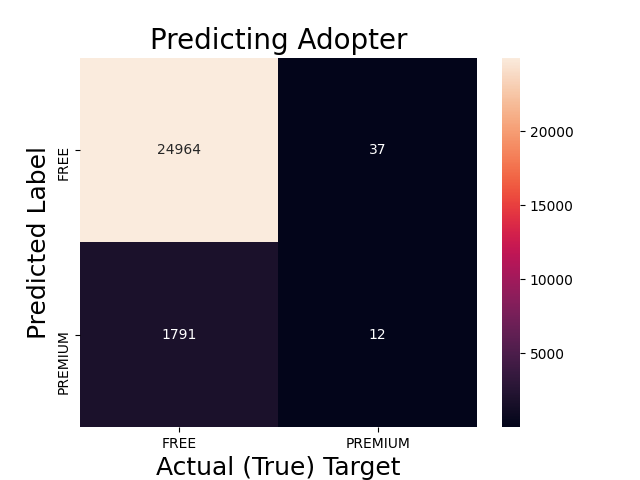 Predicting Adopter
Predicted Label
FREE
PREMIUM
24964
37
1791
12
FREE
PREMIUM
Actual (True) Target
20000
15000
10000
5000